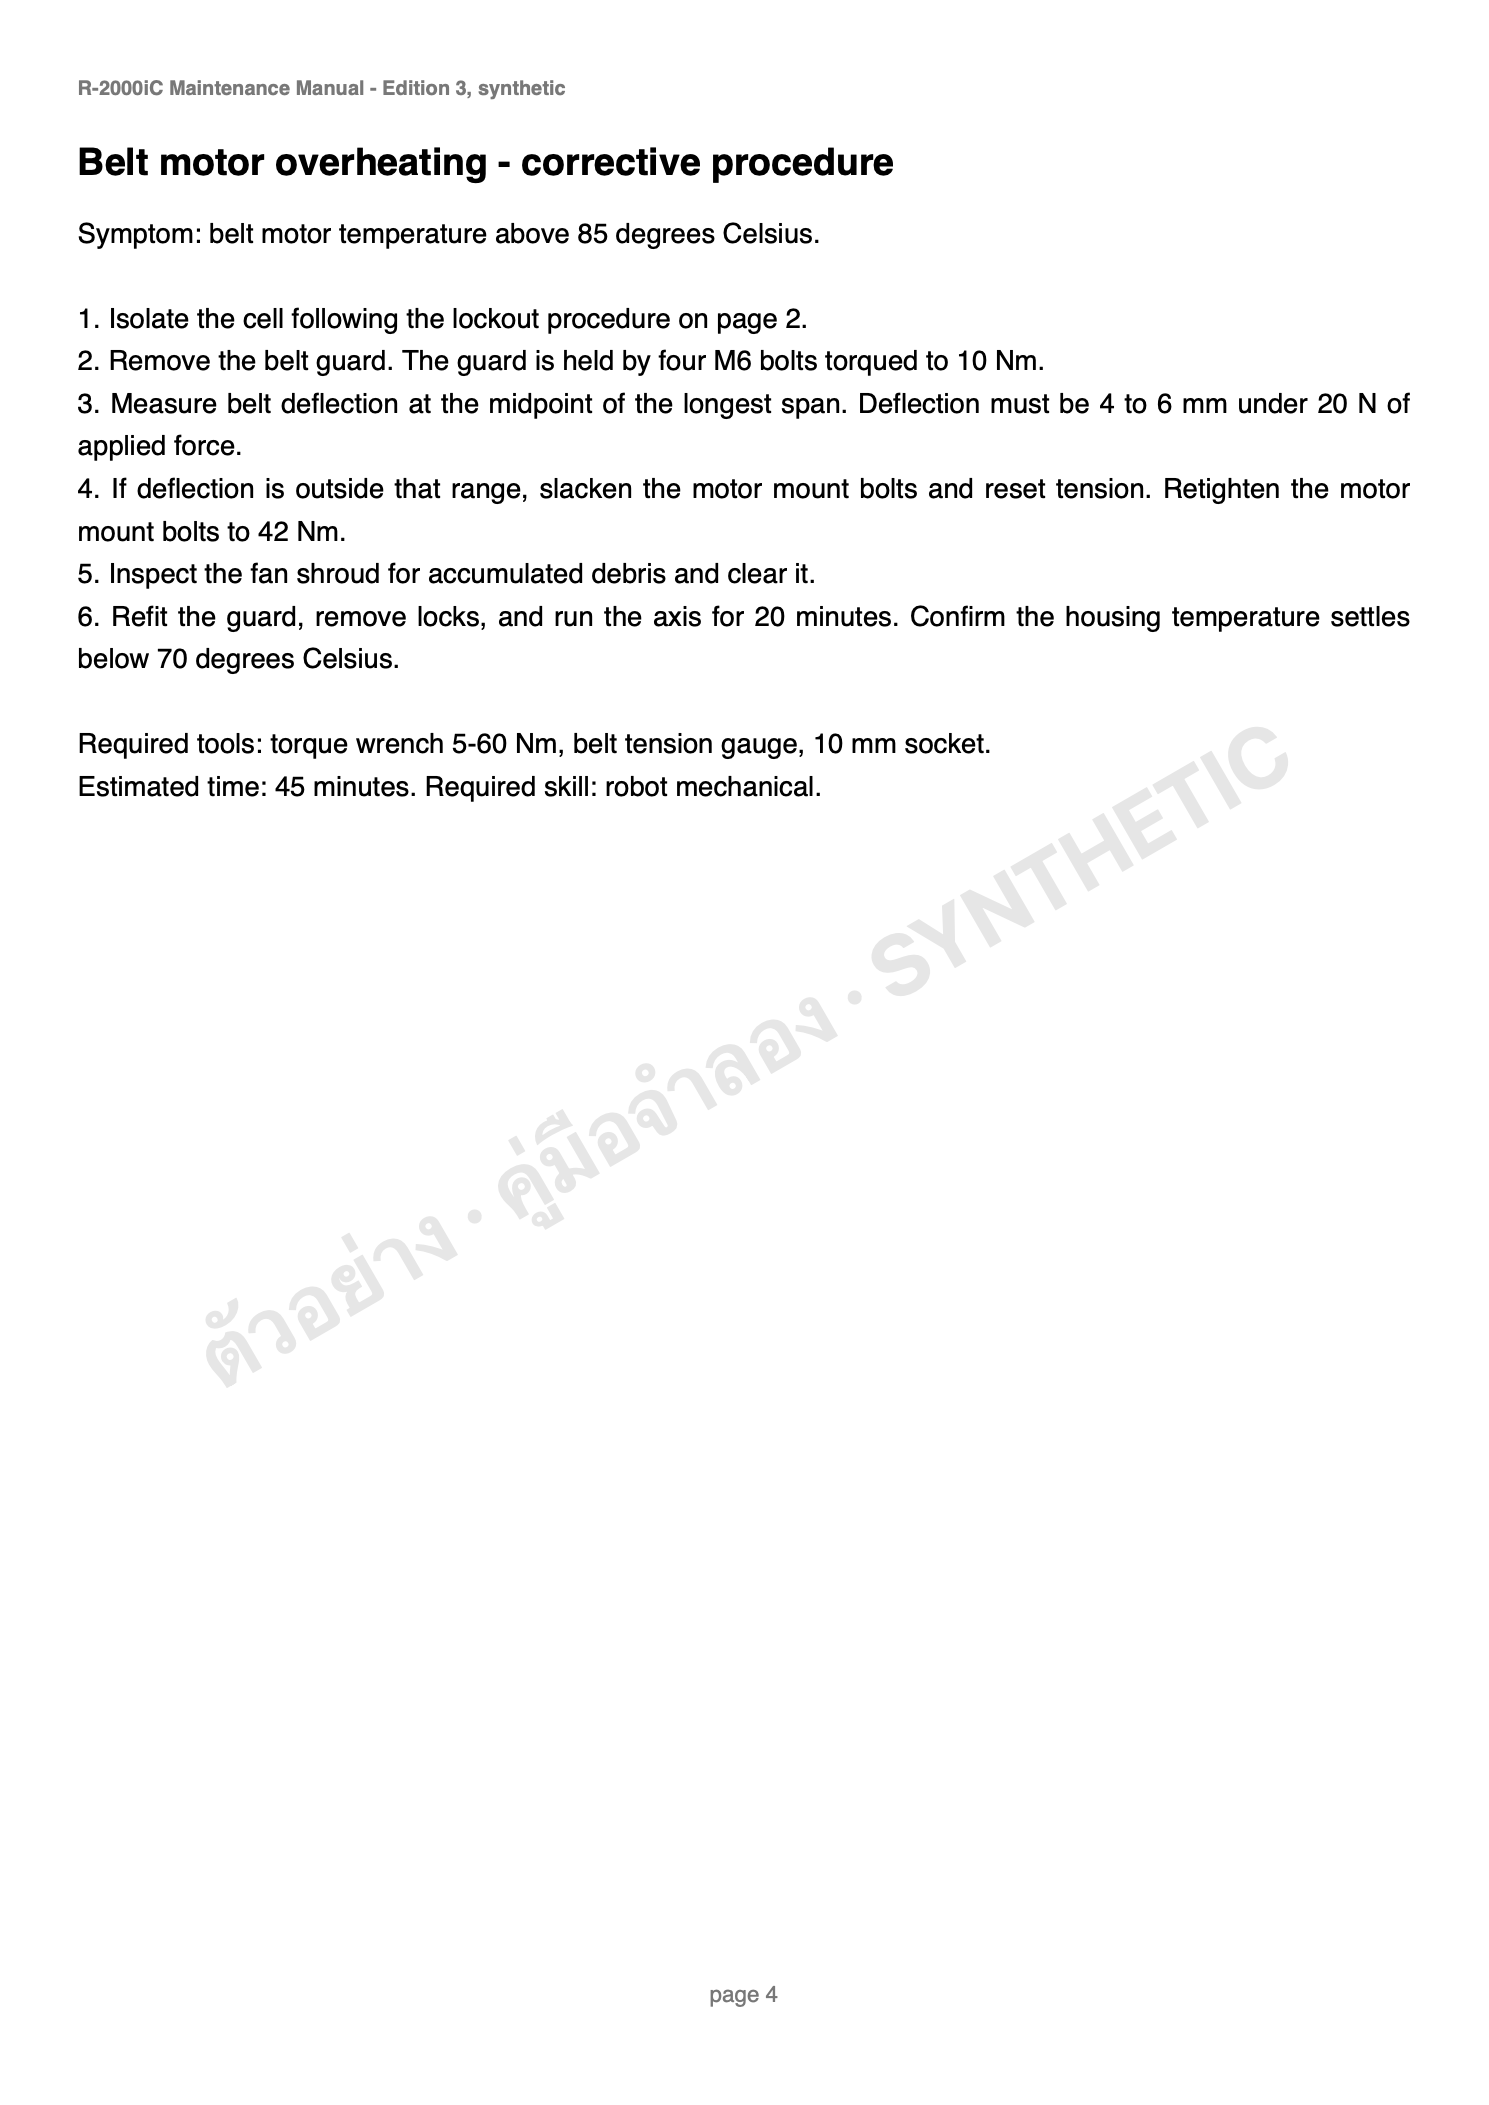 R-2000iC Maintenance Manual - Edition 3, synthetic
Belt motor overheating - corrective procedure
Symptom: belt motor temperature above 85 degrees Celsius.
1. Isolate the cell following the lockout procedure on page 2.
2. Remove the belt guard. The guard is held by four M6 bolts torqued to 10 Nm.
3. Measure belt deflection at the midpoint of the longest span. Deflection must be 4 to 6 mm under 20 N of
applied force.
4. If deflection is outside that range, slacken the motor mount bolts and reset tension. Retighten the motor
mount bolts to 42 Nm.
5. Inspect the fan shroud for accumulated debris and clear it.
6. Refit the guard, remove locks, and run the axis for 20 minutes. Confirm the housing temperature settles
below 70 degrees Celsius.
Required tools: torque wrench 5-60 Nm, belt tension gauge, 10 mm socket.
Estimated time: 45 minutes. Required skill: robot mechanical.
ตัวอย่าง · คู่มือจำลอง · SYNTHETIC
page 4